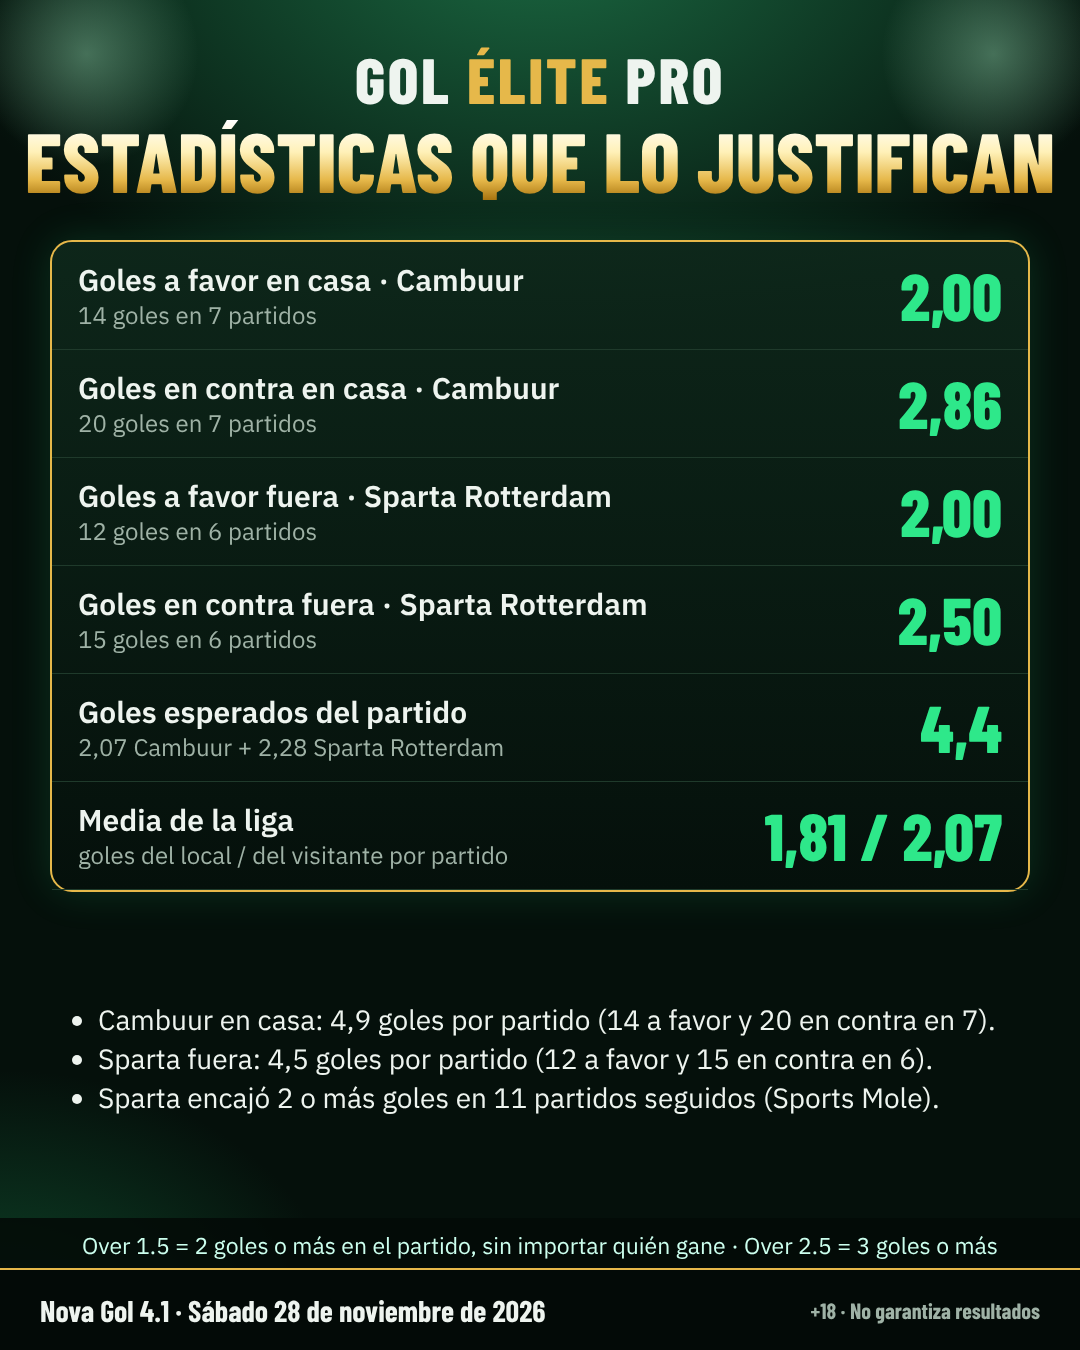 GOL ÉLITE PRO
ESTADÍSTICAS QUE LO JUSTIFICAN
Goles a favor en casa · Cambuur
14 goles en 7 partidos
2,00
Goles en contra en casa · Cambuur
20 goles en 7 partidos
2,86
Goles a favor fuera · Sparta Rotterdam
12 goles en 6 partidos
2,00
Goles en contra fuera · Sparta Rotterdam
15 goles en 6 partidos
2,50
Goles esperados del partido
2,07 Cambuur + 2,28 Sparta Rotterdam
4,4
Media de la liga
goles del local / del visitante por partido
1,81 / 2,07
• Cambuur en casa: 4,9 goles por partido (14 a favor y 20 en contra en 7).
• Sparta fuera: 4,5 goles por partido (12 a favor y 15 en contra en 6).
• Sparta encajó 2 o más goles en 11 partidos seguidos (Sports Mole).
Over 1.5 = 2 goles o más en el partido, sin importar quién gane · Over 2.5 = 3 goles o más
Nova Gol 4.1 · Sábado 28 de noviembre de 2026
+18 · No garantiza resultados